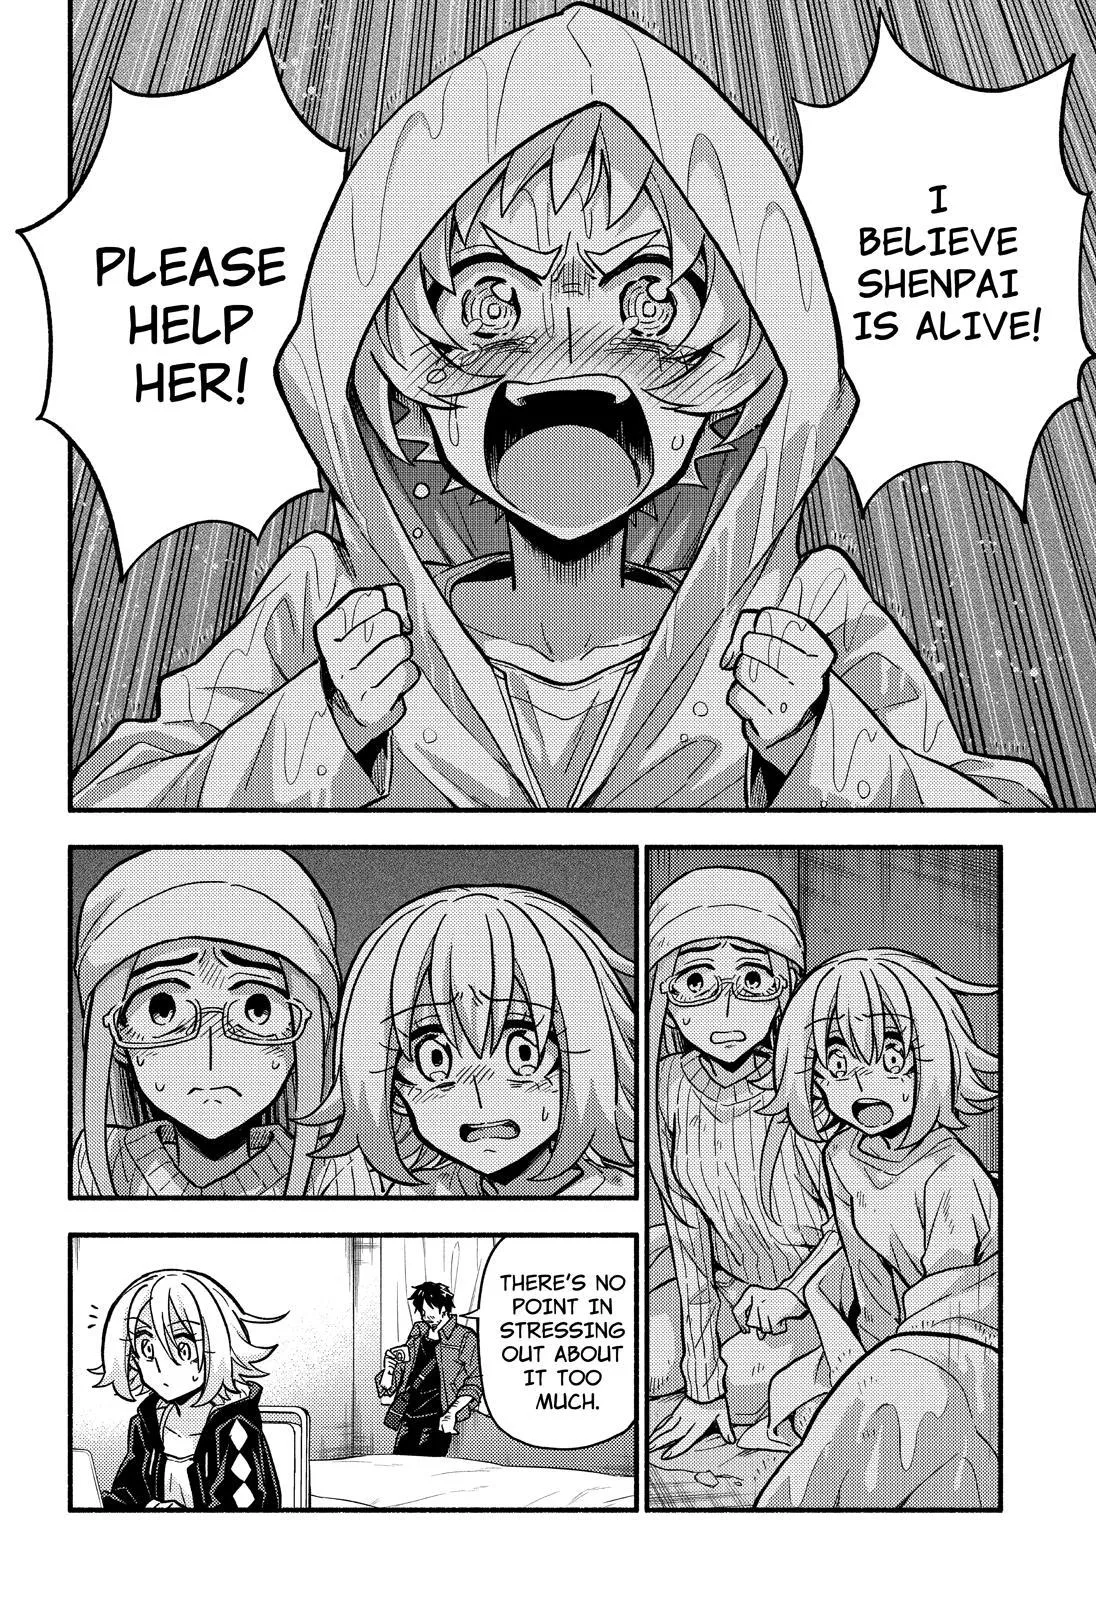 I
BELIEVE
SHENPAI
IS ALIVE!
PLEASE
HELP
HER!
THERE'S NO
POINT IN
STRESSING
OUT ABOUT
IT TOO
MUCH.